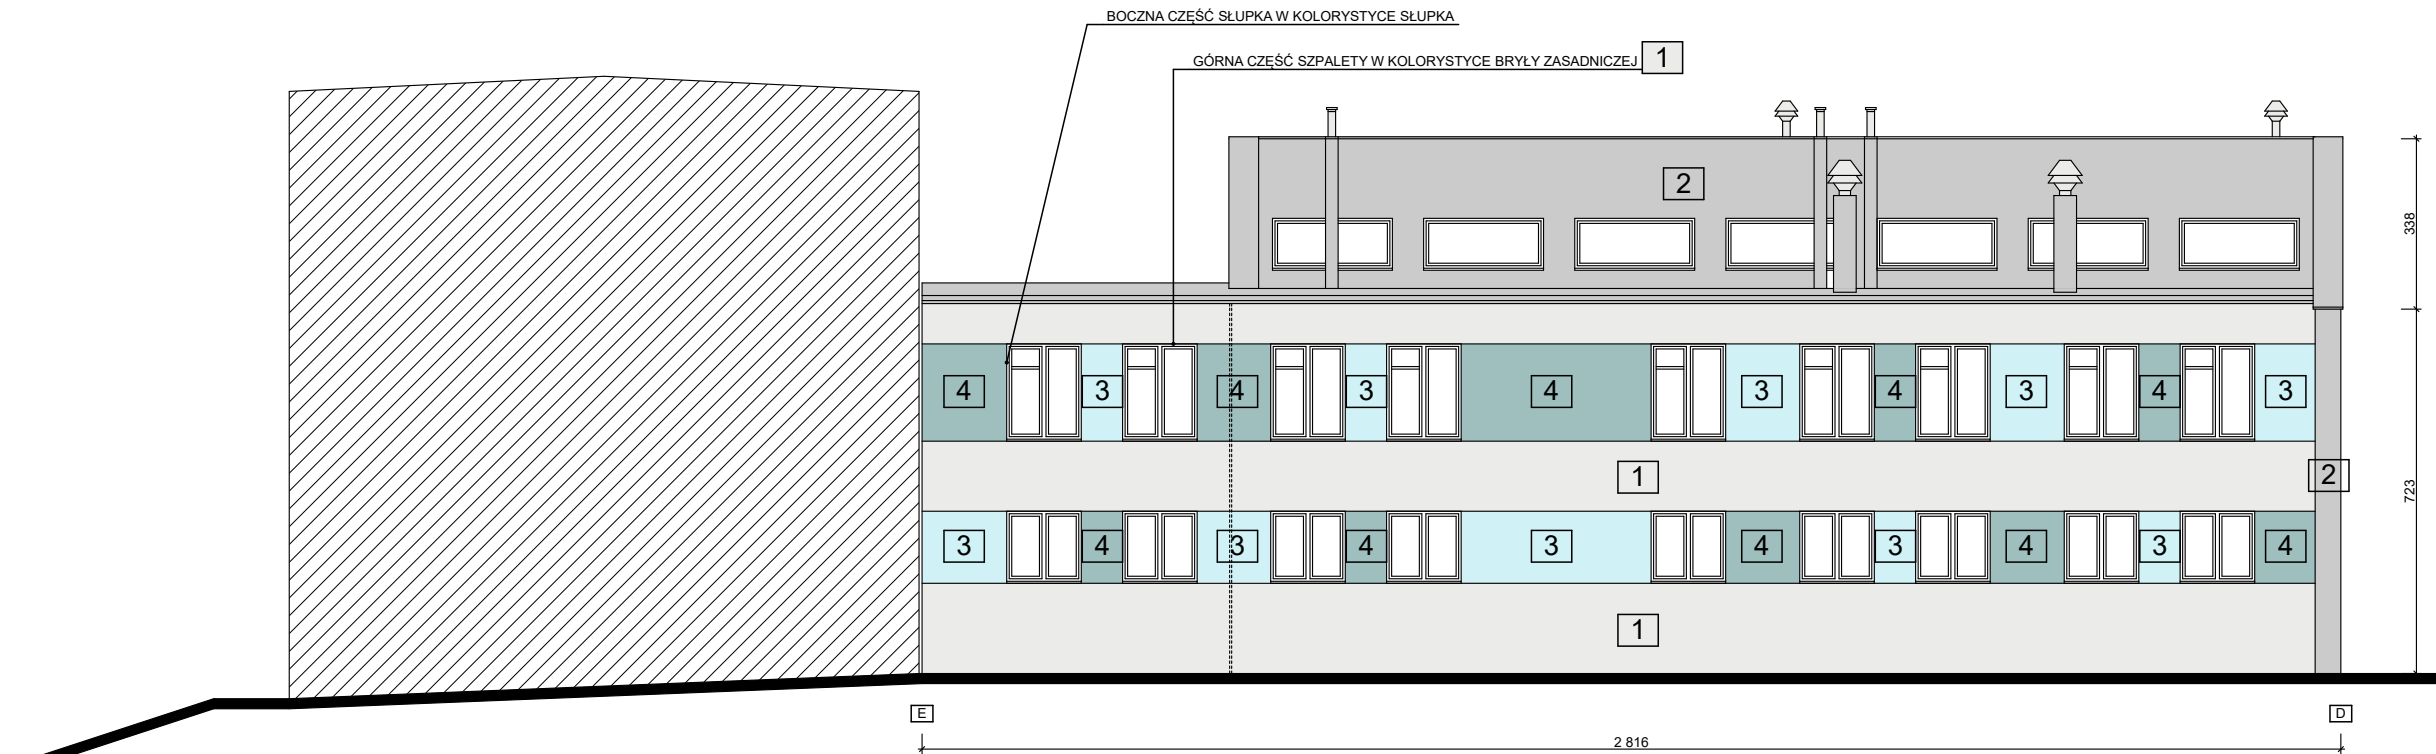 BOCZNA CZĘŚĆ SŁUPKA W KOLORYSTYCE SŁUPKA
GÓRNA CZĘŚĆ SZPALETY W KOLORYSTYCE BRYŁY ZASADNICZEJ 1
2
338
4 3 4 3 4 3 4 3 4 3
1
2
723
3 4 3 4 3 4 3 4 3 4
1
E
D
2 816